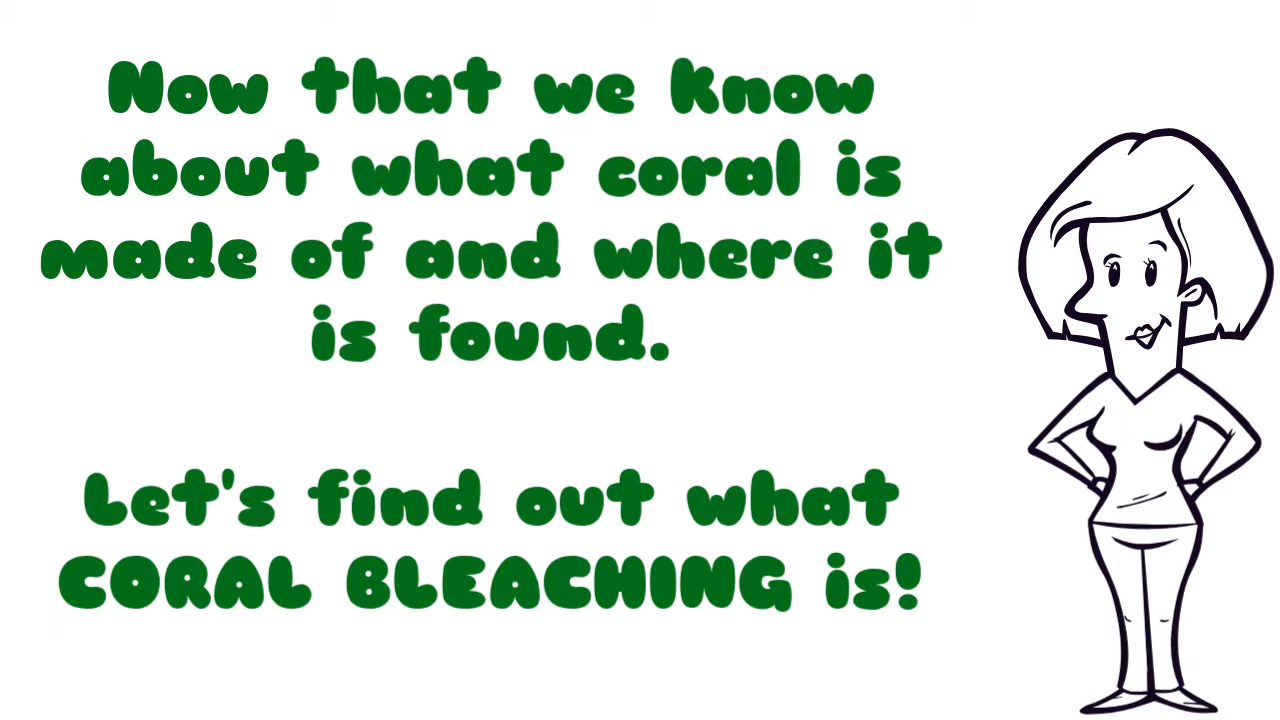 Now that we know
about what coral is
made of and where it
is found.
Let's find out what
CORAL BLEACHING is!